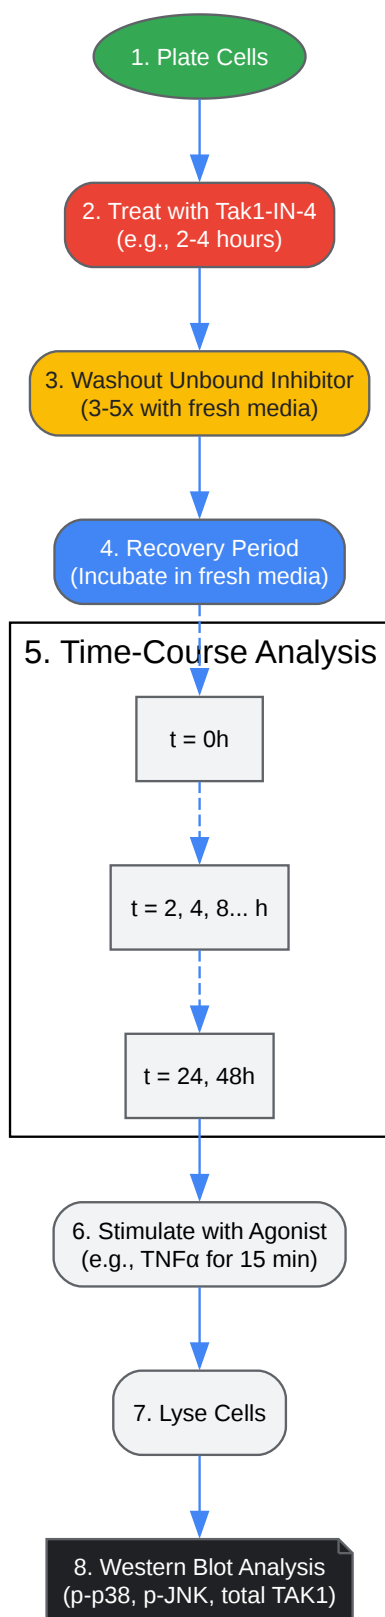 1. Plate Cells
2. Treat with Tak1-IN-4
(e.g., 2-4 hours)
3. Washout Unbound Inhibitor
(3-5x with fresh media)
4. Recovery Period
(Incubate in fresh media)
5. Time-Course Analysis
t = 0h
t = 2, 4, 8... h
t = 24, 48h
6. Stimulate with Agonist
(e.g., TNFα for 15 min)
7. Lyse Cells
8. Western Blot Analysis
(p-p38, p-JNK, total TAK1)